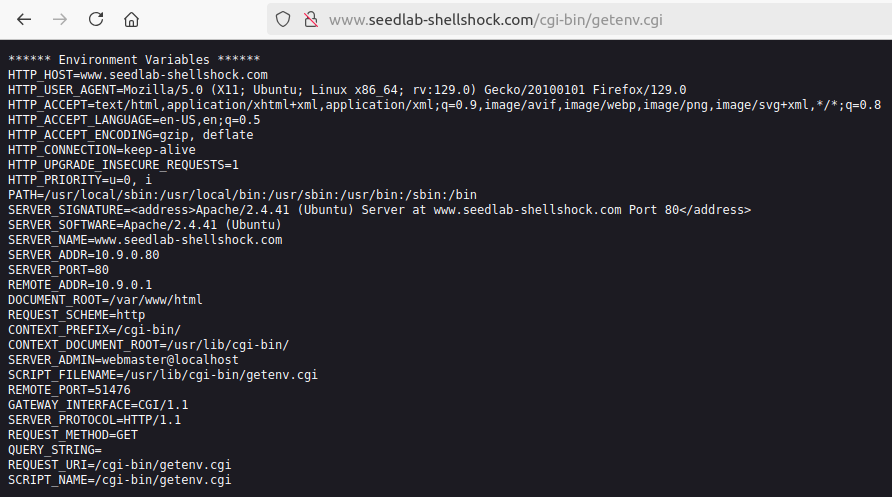 www.seedlab-shellshock.com/cgi-bin/getenv.cgi
****** Environment Variables ******
HTTP_HOST=www.seedlab-shellshock.com
HTTP_USER_AGENT=Mozilla/5.0 (X11; Ubuntu; Linux x86_64; rv:129.0) Gecko/20100101 Firefox/129.0
HTTP_ACCEPT=text/html,application/xhtml+xml,application/xml;q=0.9,image/avif,image/webp,image/png,image/svg+xml,*/*;q=0.8
HTTP_ACCEPT_LANGUAGE=en-US,en;q=0.5
HTTP_ACCEPT_ENCODING=gzip, deflate
HTTP_CONNECTION=keep-alive
HTTP_UPGRADE_INSECURE_REQUESTS=1
HTTP_PRIORITY=u=0, i
PATH=/usr/local/sbin:/usr/local/bin:/usr/sbin:/usr/bin:/sbin:/bin
SERVER_SIGNATURE=<address>Apache/2.4.41 (Ubuntu) Server at www.seedlab-shellshock.com Port 80</address>
SERVER_SOFTWARE=Apache/2.4.41 (Ubuntu)
SERVER_NAME=www.seedlab-shellshock.com
SERVER_ADDR=10.9.0.80
SERVER_PORT=80
REMOTE_ADDR=10.9.0.1
DOCUMENT_ROOT=/var/www/html
REQUEST_SCHEME=http
CONTEXT_PREFIX=/cgi-bin/
CONTEXT_DOCUMENT_ROOT=/usr/lib/cgi-bin/
SERVER_ADMIN=webmaster@localhost
SCRIPT_FILENAME=/usr/lib/cgi-bin/getenv.cgi
REMOTE_PORT=51476
GATEWAY_INTERFACE=CGI/1.1
SERVER_PROTOCOL=HTTP/1.1
REQUEST_METHOD=GET
QUERY_STRING=
REQUEST_URI=/cgi-bin/getenv.cgi
SCRIPT_NAME=/cgi-bin/getenv.cgi